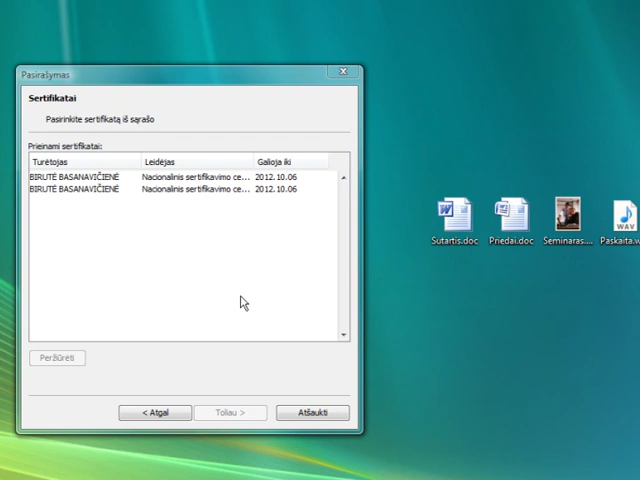 Pasirašymas
Sertifikatai
Pasirinkite sertifikatą iš sąrašo
Prieinami sertifikatai:
Turėtojas Leidėjas Galioja iki
BIRUTĖ BASANAVIČIENĖ Nacionalinis sertifikavimo ce... 2012.10.06
BIRUTĖ BASANAVIČIENĖ Nacionalinis sertifikavimo ce... 2012.10.06
Peržiūrėti
< Atgal Toliau > Atšaukti
WAV
Sutartis.doc Priedai.doc Seminaras.... Paskaita.w